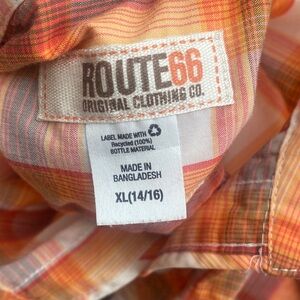 ROUTE66
ORIGINAL CLOTHING CO.
LABEL MADE WITH
Recycled (100%)
BOTTLE MATERIAL
MADE IN
BANGLADESH
XL(14/16)